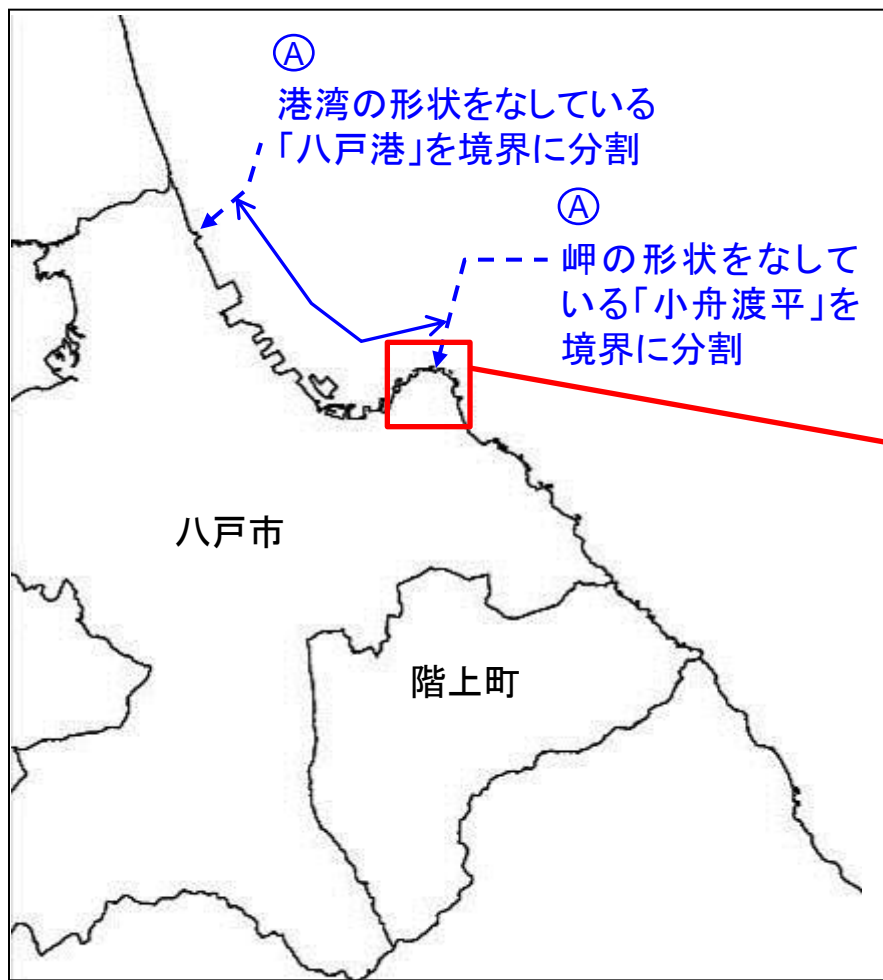 Ⓐ
港湾の形状をなしている
「八戸港」を境界に分割
Ⓐ
岬の形状をなして
いる「小舟渡平」を
境界に分割
八戸市
階上町